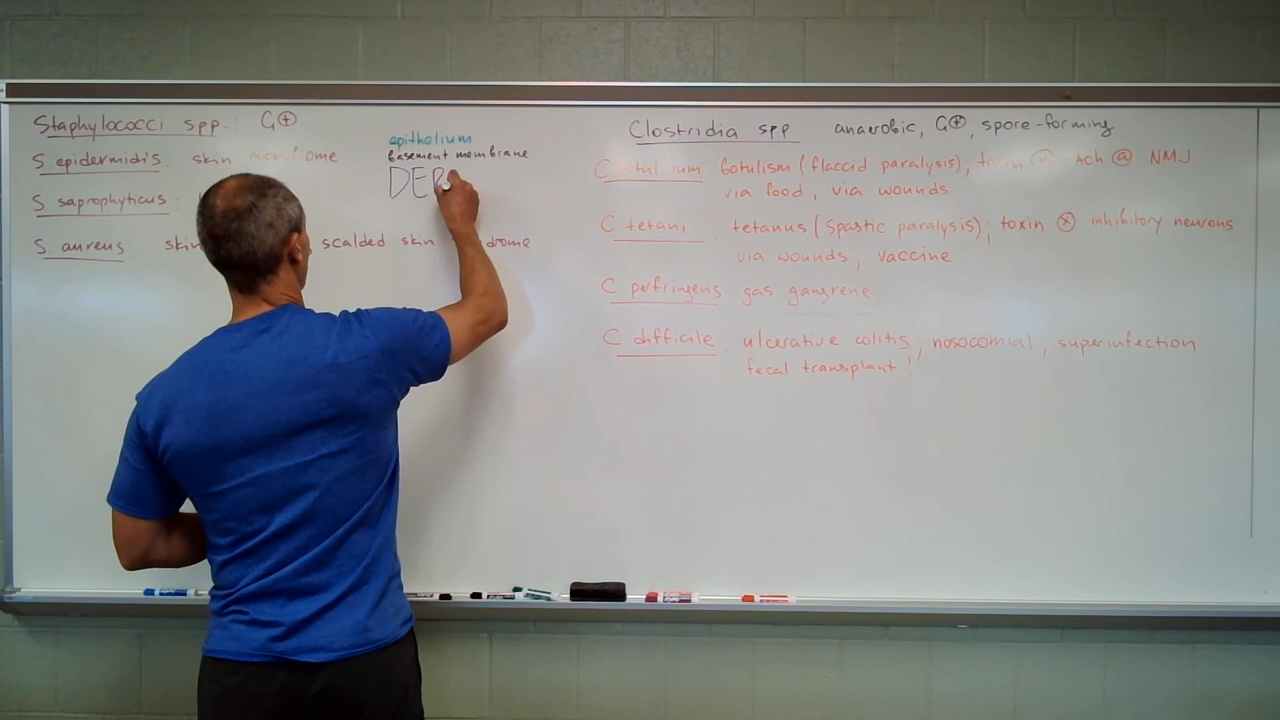 Staphylococci spp. G⊕
S. epidermidis: skin microbiome
S. saprophyticus:
S. aureus: skin scalded skin
epithelium
basement membrane
DER
Clostridia spp anaerobic, G⊕, spore-forming
C botulinum botulism (flaccid paralysis), toxin ⊗ ACh @ NMJ
via food, via wounds
C tetani tetanus (spastic paralysis); toxin ⊗ inhibitory neurons
via wounds, vaccine
C perfringens gas gangrene
C difficile ulcerative colitis, nosocomial, superinfection
fecal transplant!!